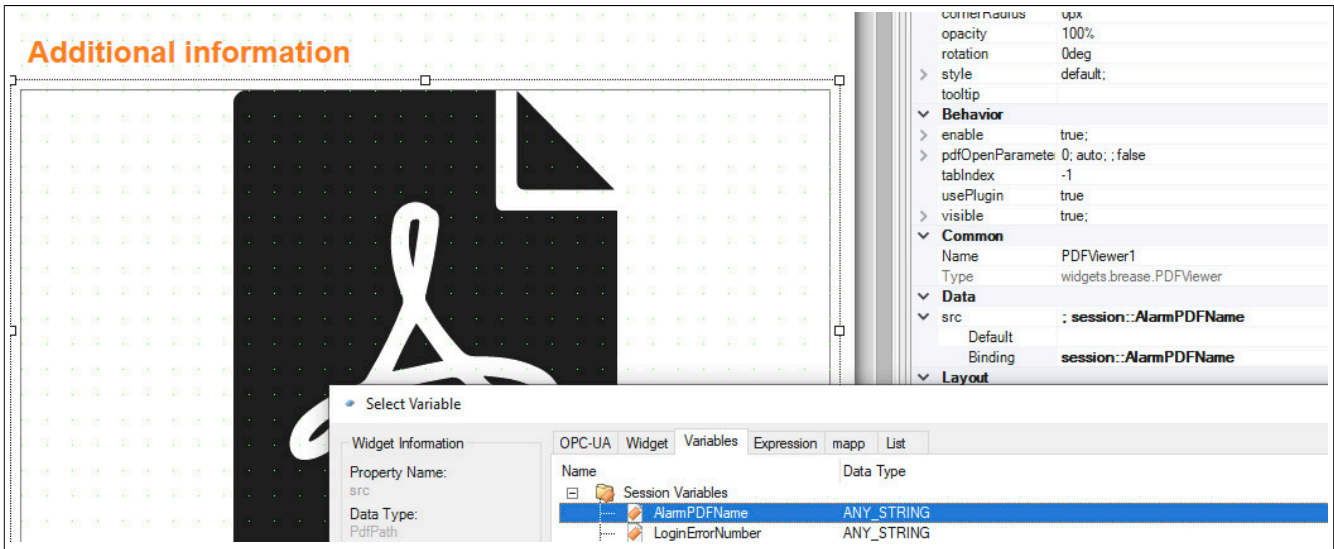 Additional information
cornerRadius 0px
opacity 100%
rotation 0deg
style default;
tooltip
Behavior
enable true;
pdfOpenParamete 0; auto; ; false
tabIndex -1
usePlugin true
visible true;
Common
Name PDFViewer1
Type widgets.brease.PDFViewer
Data
src ; session::AlarmPDFName
Default
Binding session::AlarmPDFName
Layout
Select Variable
Widget Information
Property Name:
src
Data Type:
PdfPath
OPC-UA Widget Variables Expression mapp List
Name Data Type
Session Variables
AlarmPDFName ANY_STRING
LoginErrorNumber ANY_STRING